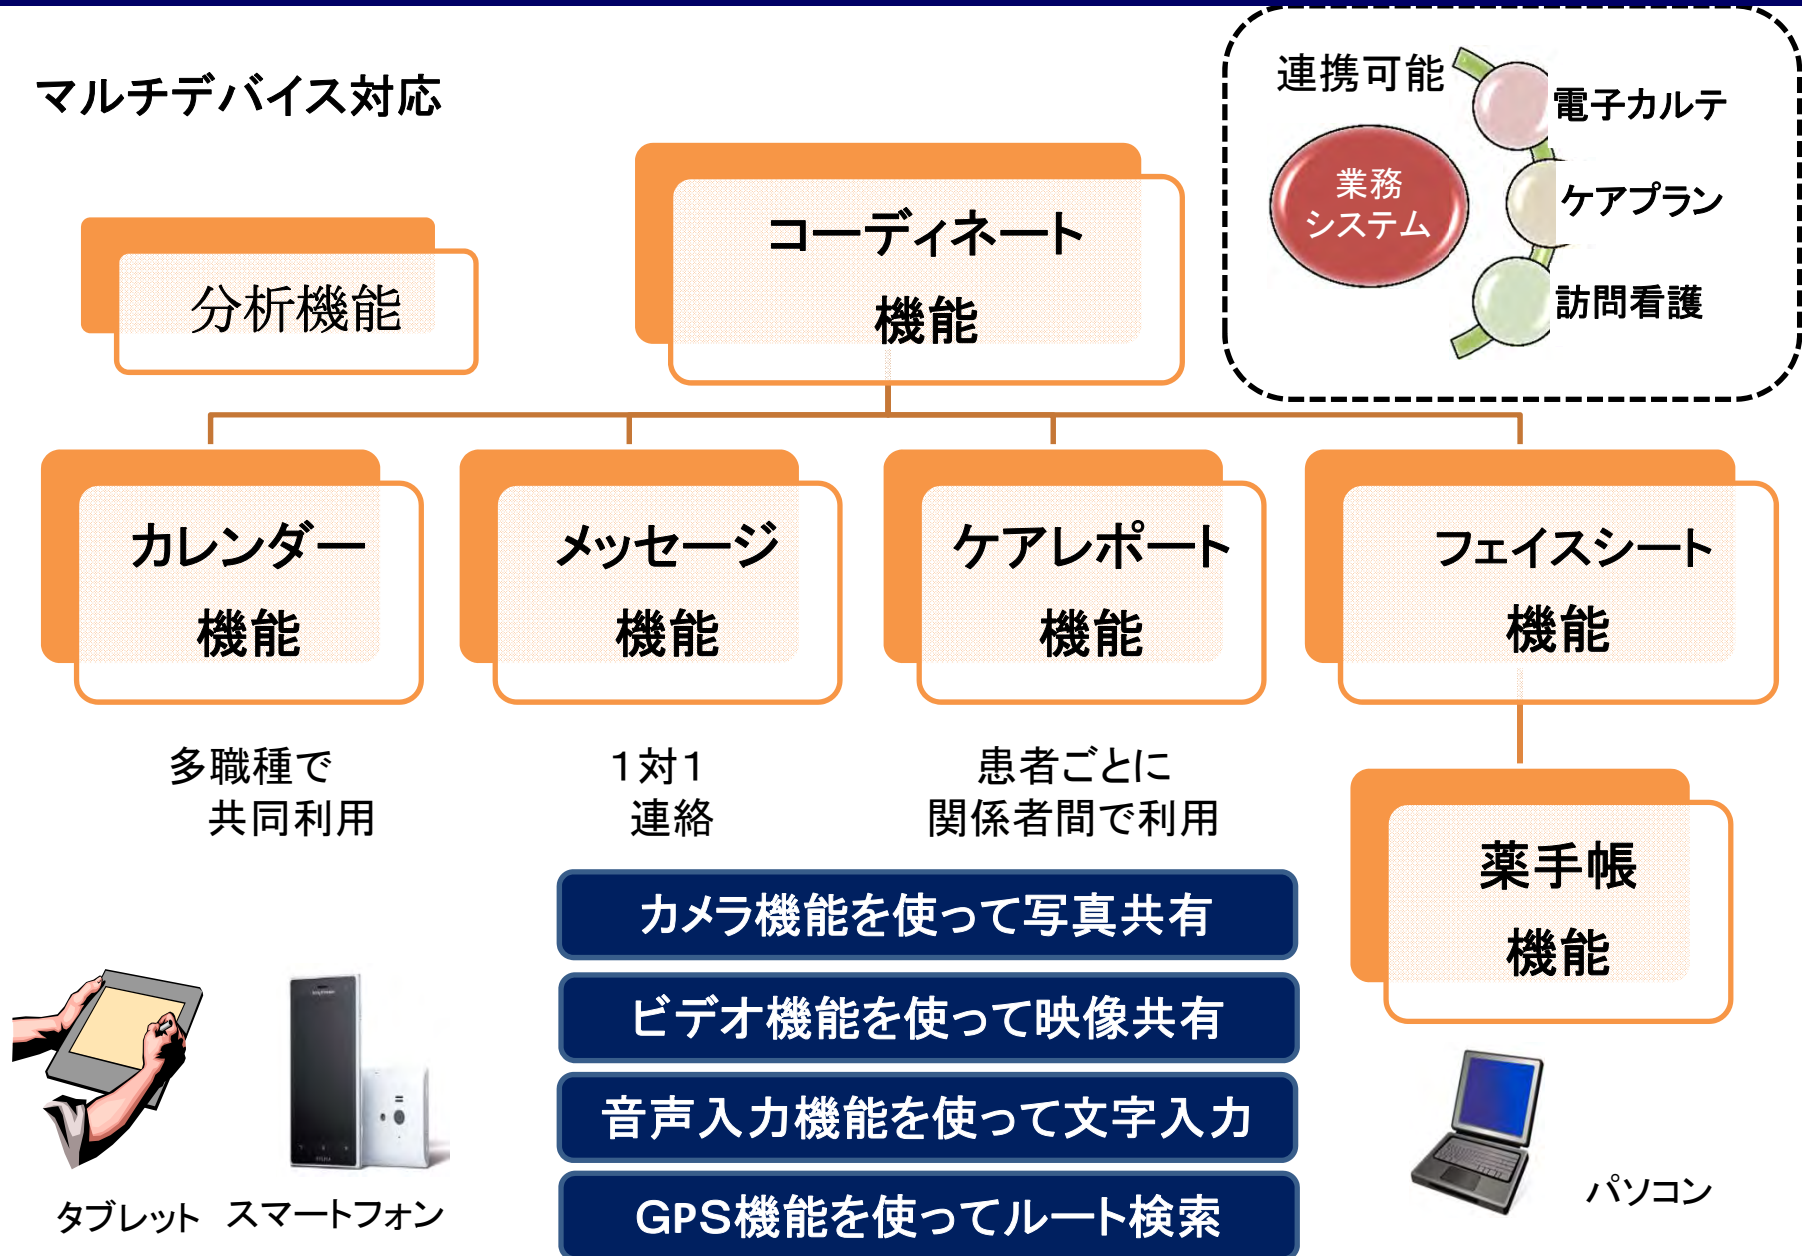 マルチデバイス対応
連携可能
電子カルテ
業務
システム
ケアプラン
訪問看護
コーディネート
機能
分析機能
カレンダー
機能
メッセージ
機能
ケアレポート
機能
フェイスシート
機能
多職種で
共同利用
1対1
連絡
患者ごとに
関係者間で利用
薬手帳
機能
カメラ機能を使って写真共有
ビデオ機能を使って映像共有
音声入力機能を使って文字入力
GPS機能を使ってルート検索
タブレット
スマートフォン
パソコン